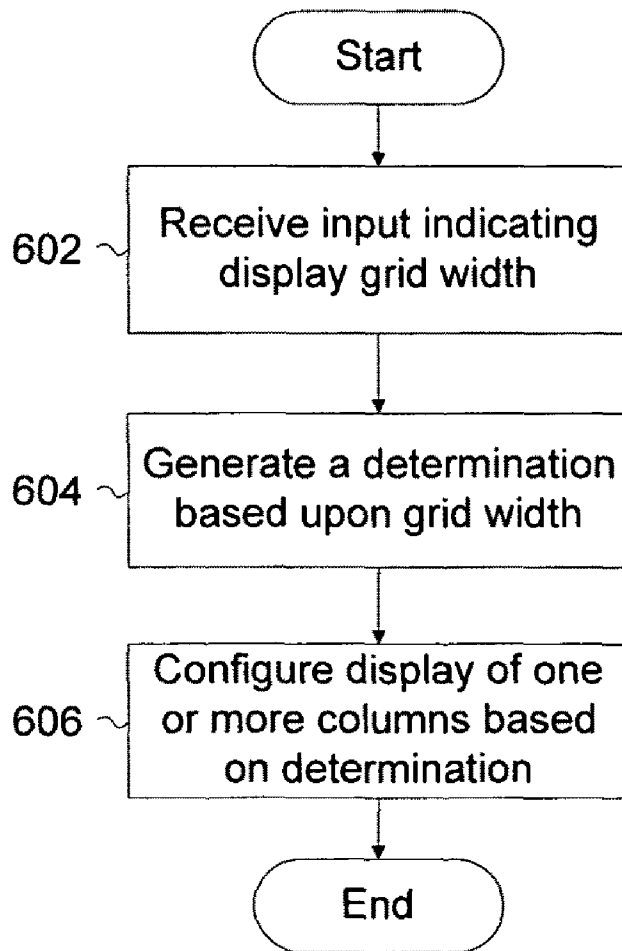 Start
602
Receive input indicating
display grid width
604
Generate a determination
based upon grid width
606
Configure display of one
or more columns based
on determination
End